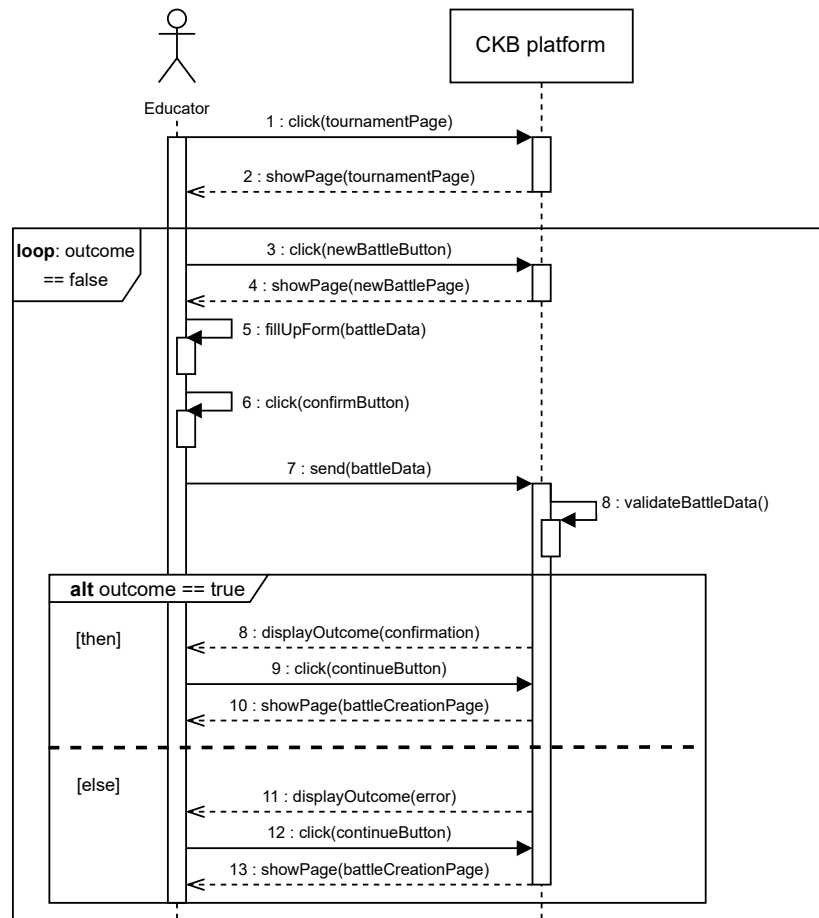 CKB platform
Educator
1 : click(tournamentPage)
2 : showPage(tournamentPage)
loop: outcome
== false
3 : click(newBattleButton)
4 : showPage(newBattlePage)
5 : fillUpForm(battleData)
6 : click(confirmButton)
7 : send(battleData)
8 : validateBattleData()
alt outcome == true
[then]
8 : displayOutcome(confirmation)
9 : click(continueButton)
10 : showPage(battleCreationPage)
[else]
11 : displayOutcome(error)
12 : click(continueButton)
13 : showPage(battleCreationPage)